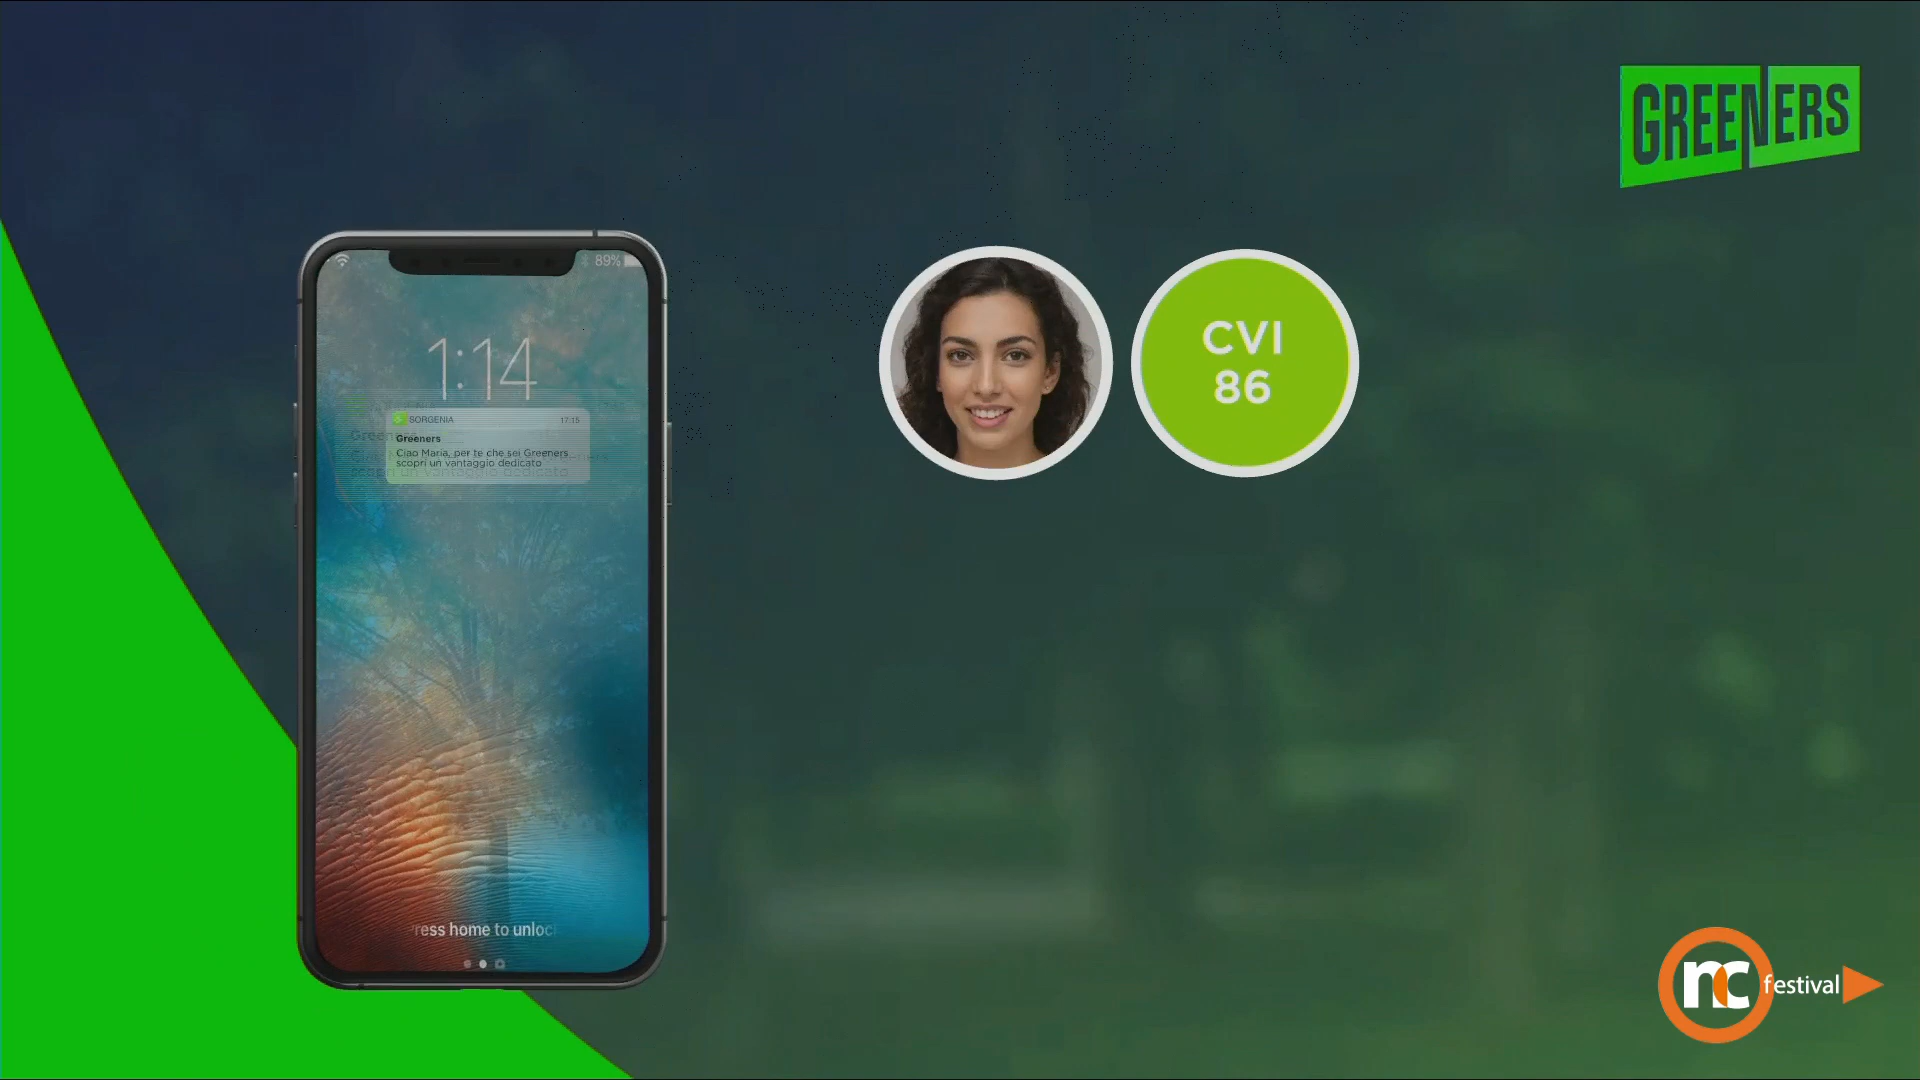 GREENERS
89%
1:14
SORGENIA 17:15
Greeners
Ciao Maria, per te che sei Greeners,
scopri un vantaggio dedicato
CVI
86
ress home to unloc
nc festival